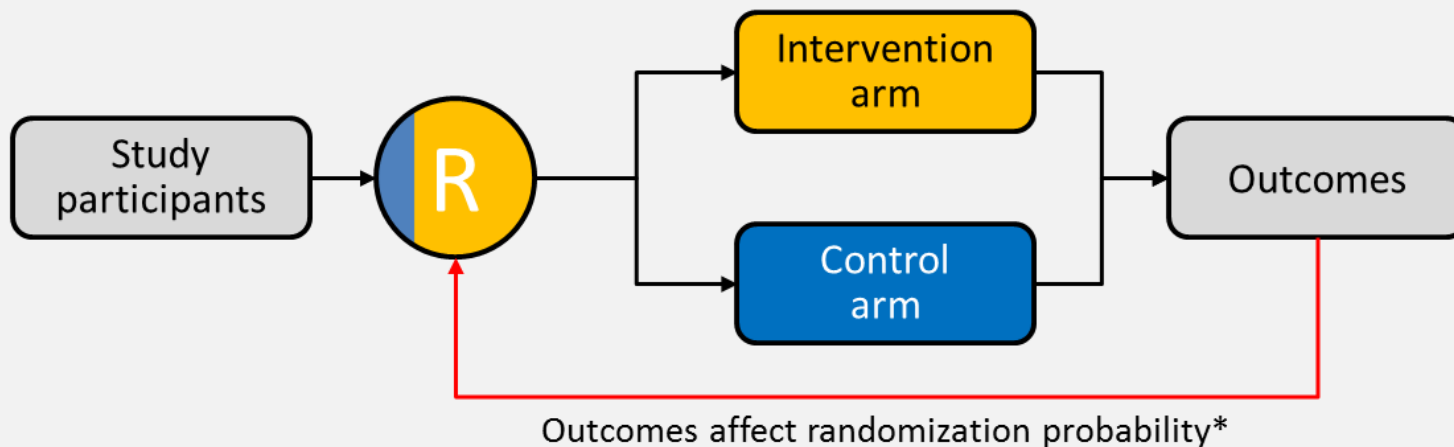 Study
participants
R
Intervention
arm
Control
arm
Outcomes
Outcomes affect randomization probability*